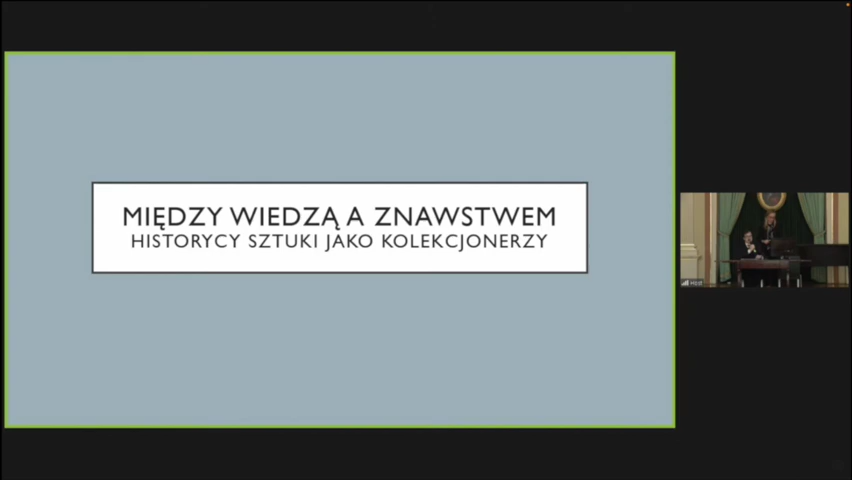 MIĘDZY WIEDZĄ A ZNAWSTWEM
HISTORYCY SZTUKI JAKO KOLEKCJONERZY